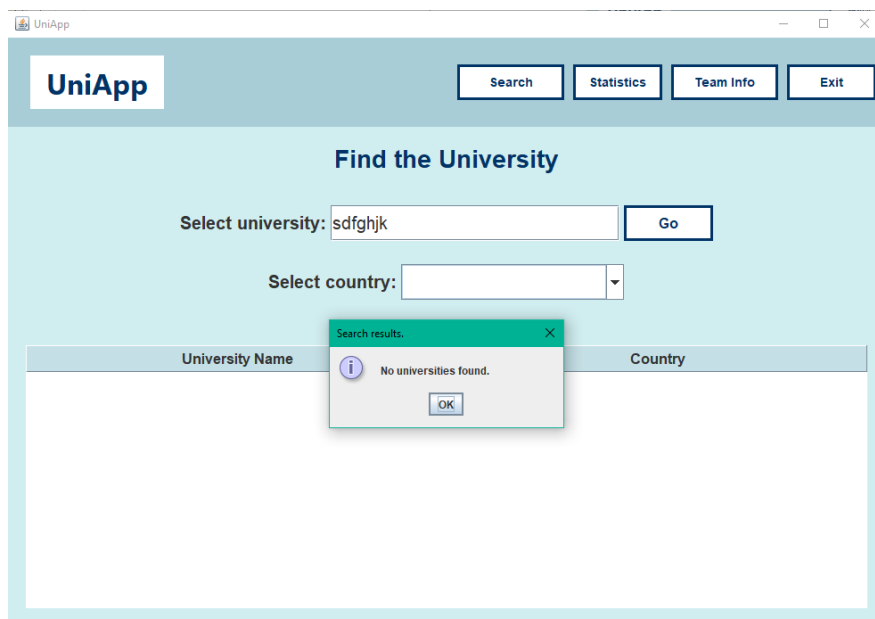 UniApp
UniApp
Search Statistics Team Info Exit
Find the University
Select university: sdfghjk Go
Select country:
Search results.
University Name Country
i No universities found.
OK